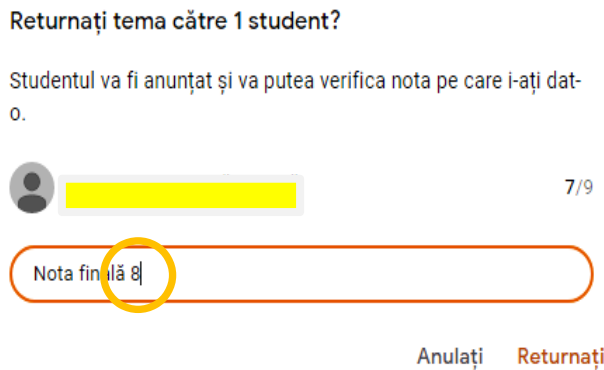 Returnați tema către 1 student?
Studentul va fi anunțat și va putea verifica nota pe care i-ați dat-
o.
7/9
Nota finală 8
Anulați Returnați